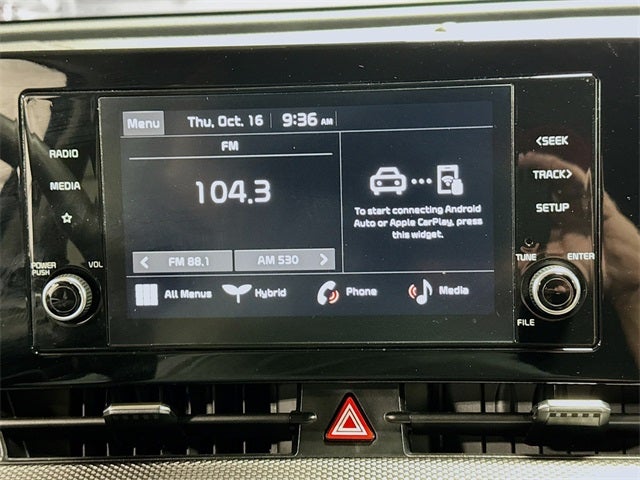 Menu Thu, Oct. 16 9:36 AM
FM
104.3
< FM 88.1 AM 530 >
To start connecting Android
Auto or Apple CarPlay, press
this widget.
All Menus Hybrid Phone Media
RADIO
MEDIA
POWER
PUSH
VOL
<SEEK
TRACK>
SETUP
TUNE ENTER
FILE